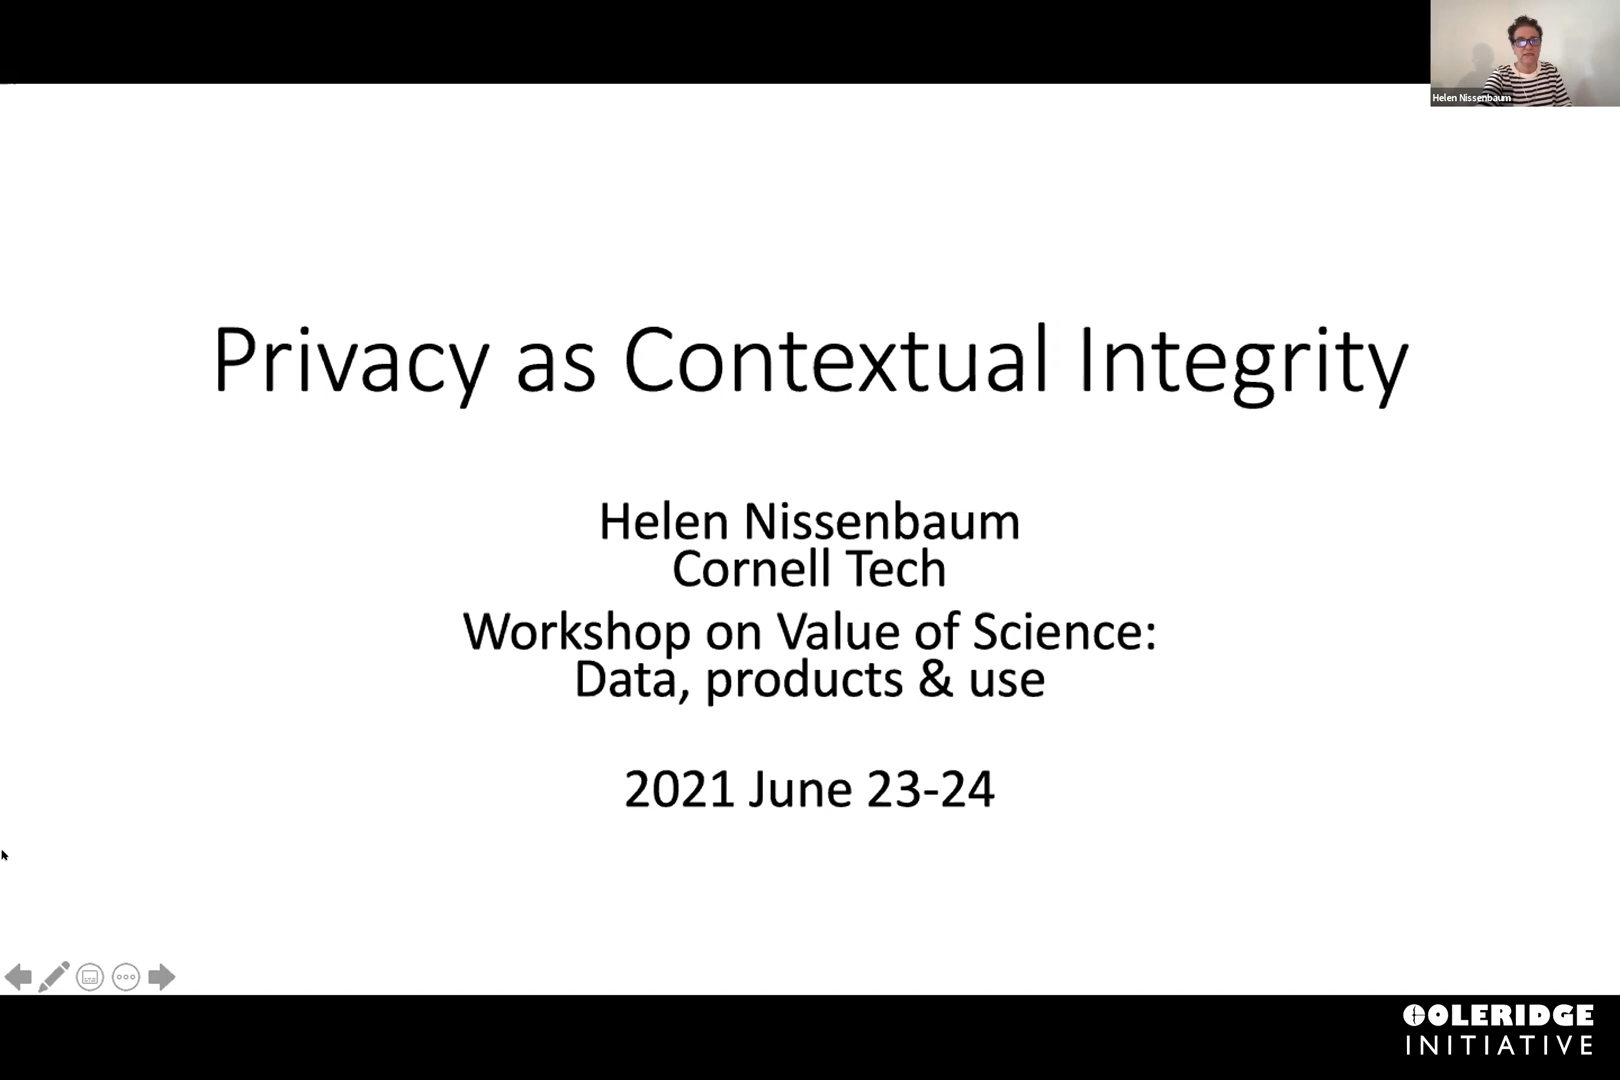 Helen Nissenbaum
Privacy as Contextual Integrity
Helen Nissenbaum
Cornell Tech
Workshop on Value of Science:
Data, products & use
2021 June 23-24
COLERIDGE
INITIATIVE